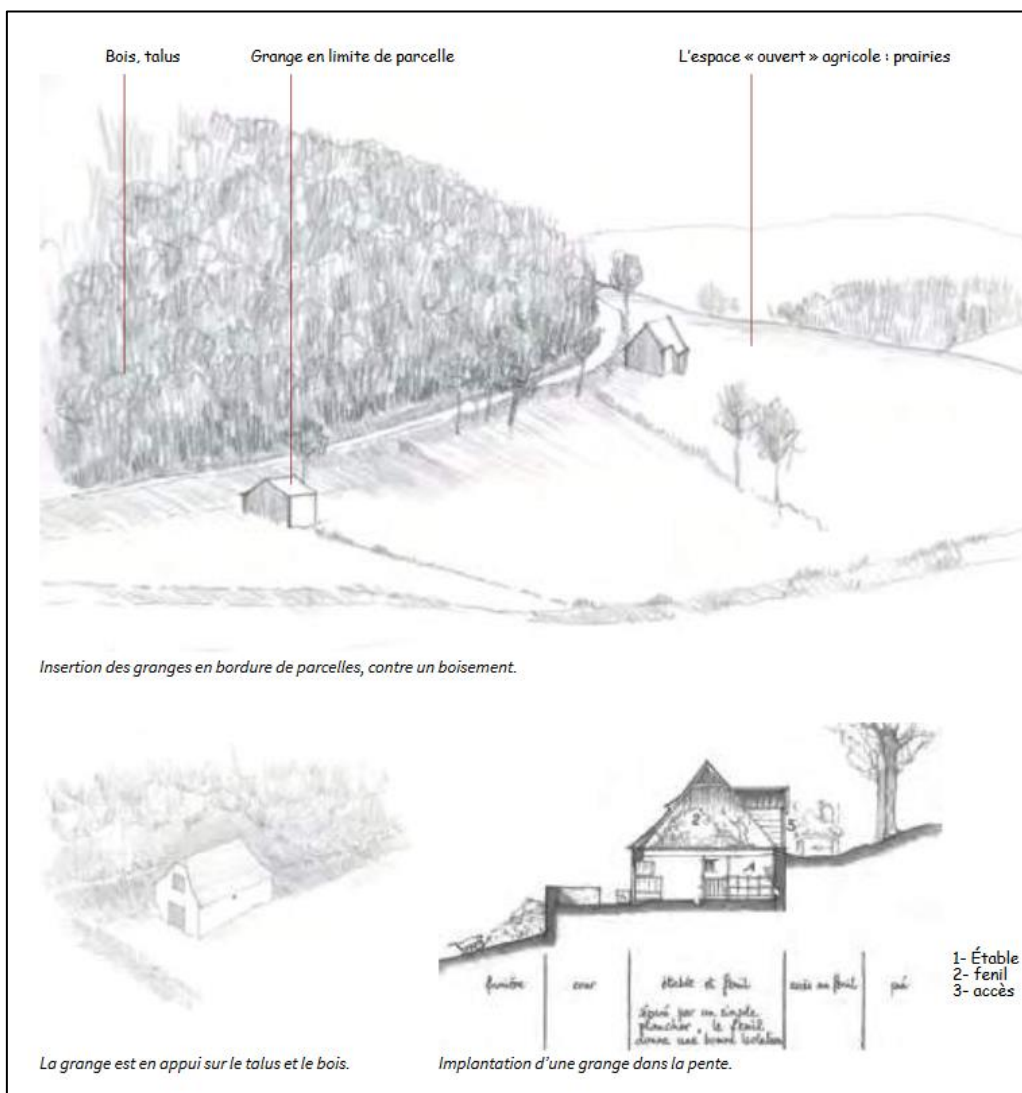 Bois, talus
Grange en limite de parcelle
L'espace « ouvert » agricole : prairies
Insertion des granges en bordure de parcelles, contre un boisement.
2
3
1
fumière
cour
étable et fenil
accès au fenil
pré
séparé par un simple
plancher, le fenil
donne une bonne isolation
1- Étable
2- fenil
3- accès
La grange est en appui sur le talus et le bois.
Implantation d'une grange dans la pente.